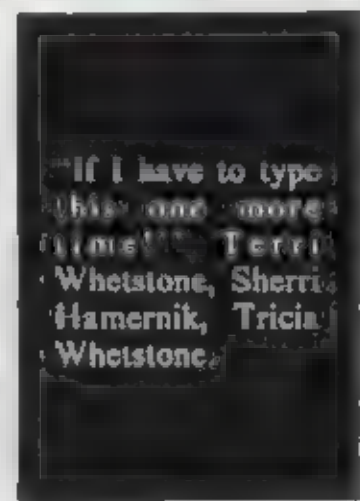 "If I have to type
this one more
time!" Terri
Whetstone, Sherri
Hamernik, Tricia
Whetstone.